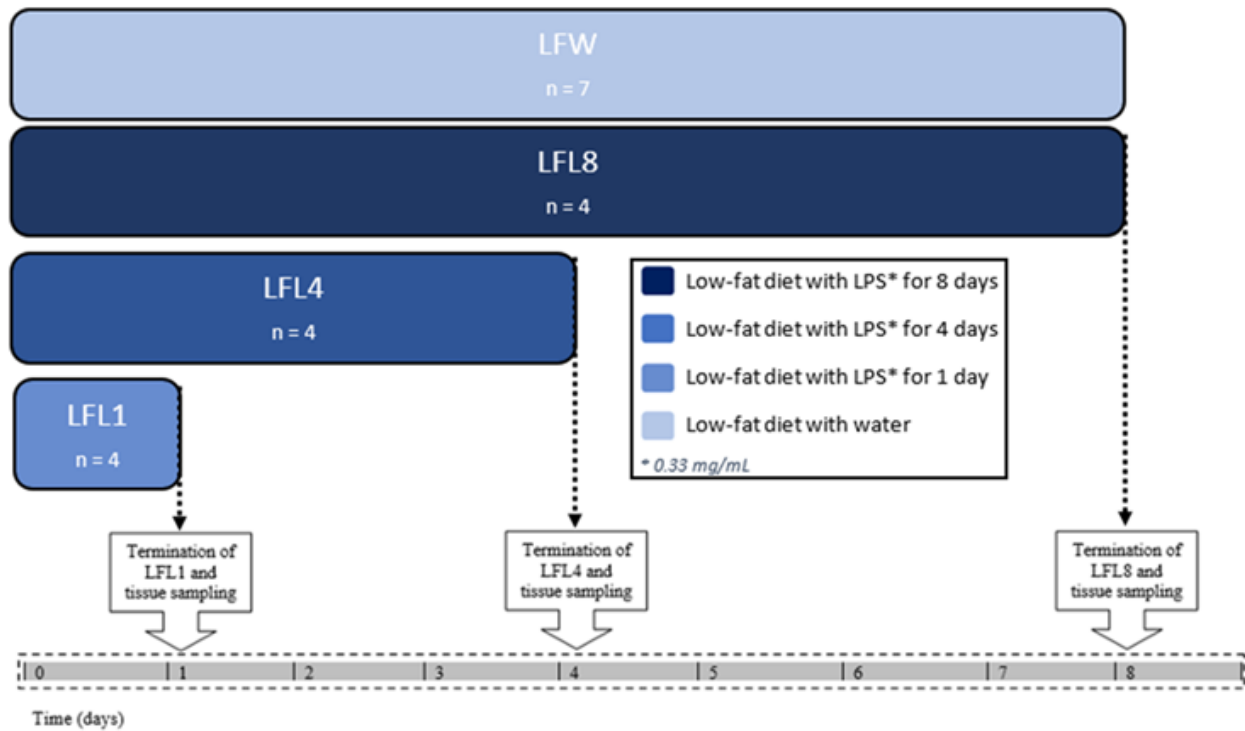 LFW
n = 7
LFL8
n = 4
LFL4
n = 4
LFL1
n = 4
Low-fat diet with LPS* for 8 days
Low-fat diet with LPS* for 4 days
Low-fat diet with LPS* for 1 day
Low-fat diet with water
* 0.33 mg/mL
Termination of
LFL1 and
tissue sampling
Termination of
LFL4 and
tissue sampling
Termination of
LFL8 and
tissue sampling
0 1 2 3 4 5 6 7 8
Time (days)